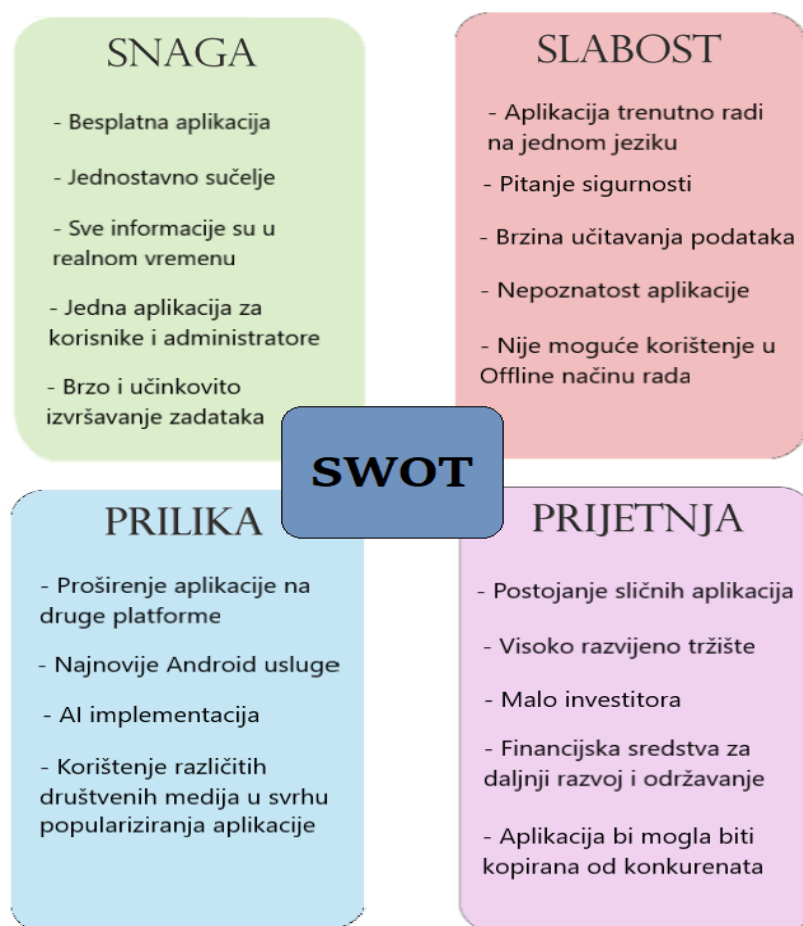 SNAGA
- Besplatna aplikacija
- Jednostavno sučelje
- Sve informacije su u
realnom vremenu
- Jedna aplikacija za
korisnike i administratore
- Brzo i učinkovito
izvršavanje zadataka
SLABOST
- Aplikacija trenutno radi
na jednom jeziku
- Pitanje sigurnosti
- Brzina učitavanja podataka
- Nepoznatost aplikacije
- Nije moguće korištenje u
Offline načinu rada
SWOT
PRILIKA
- Proširenje aplikacije na
druge platforme
- Najnovije Android usluge
- AI implementacija
- Korištenje različitih
društvenih medija u svrhu
populariziranja aplikacije
PRIJETNJA
- Postojanje sličnih aplikacija
- Visoko razvijeno tržište
- Malo investitora
- Financijska sredstva za
daljnji razvoj i održavanje
- Aplikacija bi mogla biti
kopirana od konkurenata